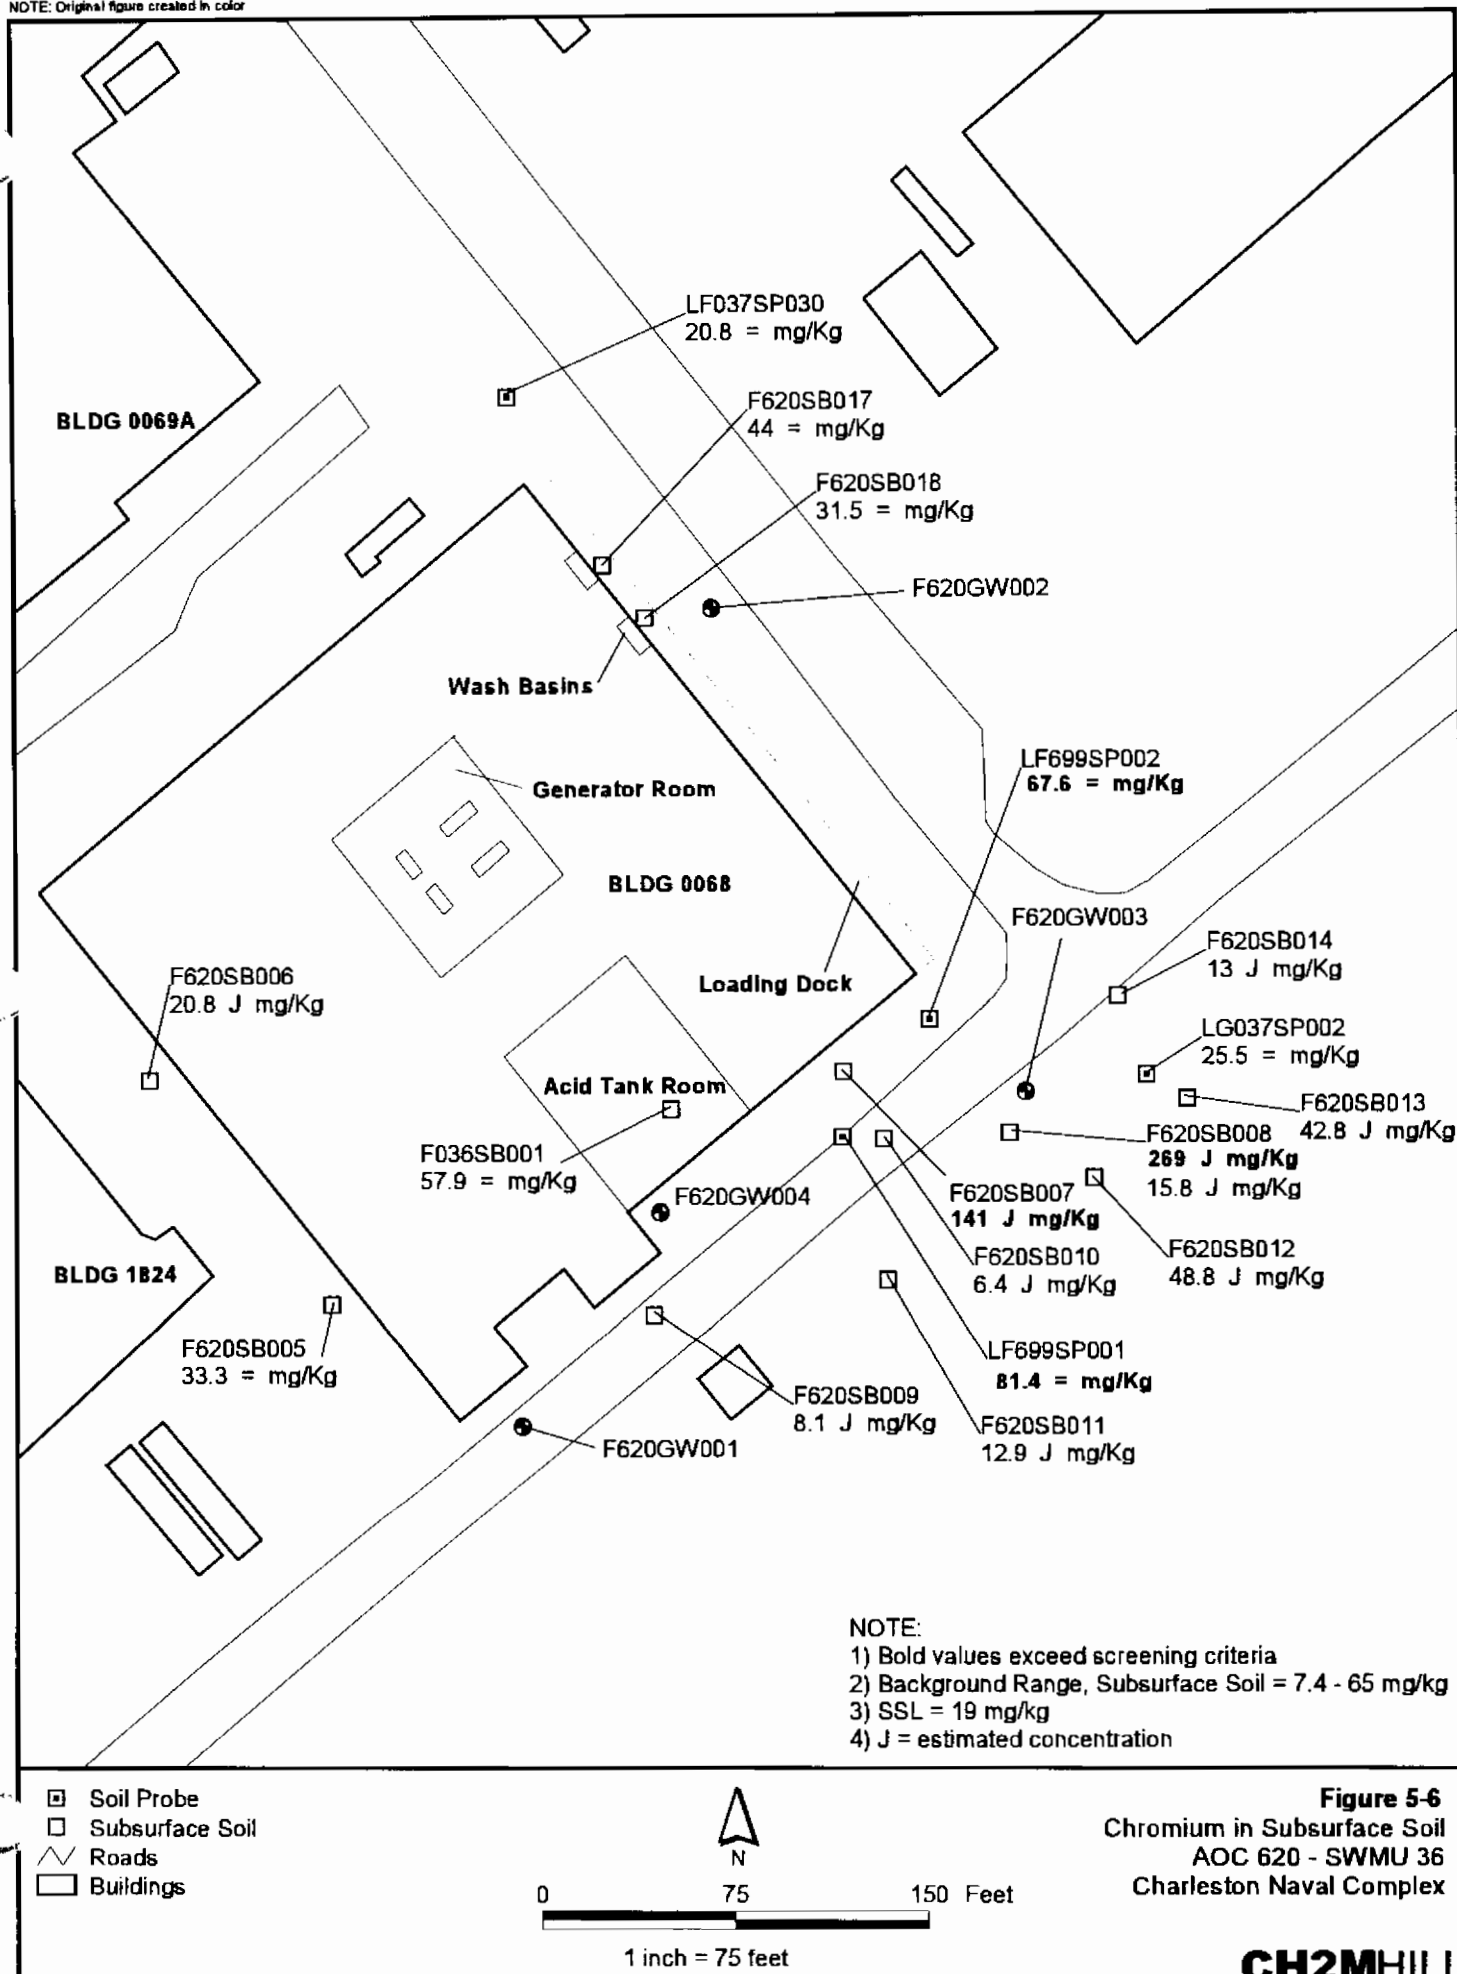 NOTE: Original figure created in color
LF037SP030
20.8 = mg/Kg
F620SB017
44 = mg/Kg
BLDG 0069A
F620SB018
31.5 = mg/Kg
F620GW002
Wash Basins
LF699SP002
67.6 = mg/Kg
Generator Room
BLDG 0068
F620GW003
F620SB014
13 J mg/Kg
F620SB006
20.8 J mg/Kg
Loading Dock
LG037SP002
25.5 = mg/Kg
Acid Tank Room
F620SB013
42.8 J mg/Kg
F620SB008
269 J mg/Kg
15.8 J mg/Kg
F036SB001
57.9 = mg/Kg
F620GW004
F620SB007
141 J mg/Kg
F620SB012
48.8 J mg/Kg
F620SB010
6.4 J mg/Kg
BLDG 1824
F620SB005
33.3 = mg/Kg
LF699SP001
81.4 = mg/Kg
F620SB009
8.1 J mg/Kg
F620SB011
12.9 J mg/Kg
F620GW001
NOTE:
1) Bold values exceed screening criteria
2) Background Range, Subsurface Soil = 7.4 - 65 mg/kg
3) SSL = 19 mg/kg
4) J = estimated concentration
Soil Probe
Subsurface Soil
Roads
Buildings
N
0 75 150 Feet
1 inch = 75 feet
Figure 5-6
Chromium in Subsurface Soil
AOC 620 - SWMU 36
Charleston Naval Complex
CH2MHILL